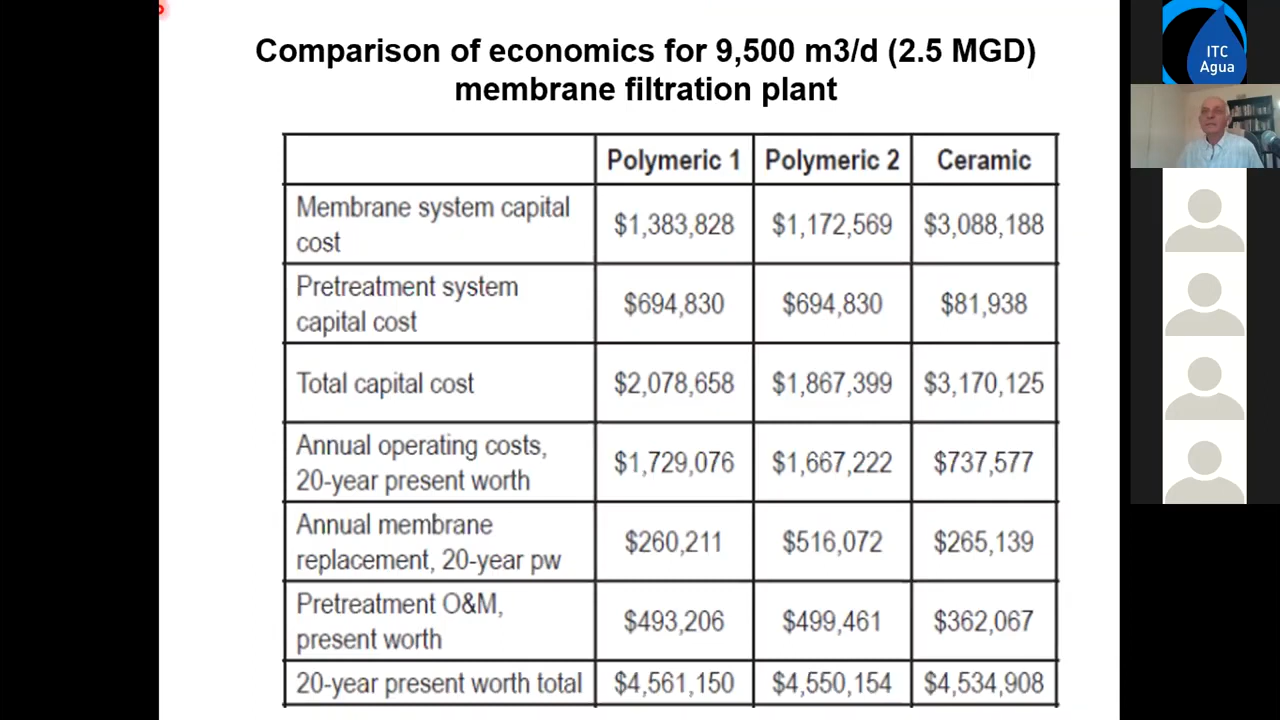 Comparison of economics for 9,500 m3/d (2.5 MGD)
membrane filtration plant
Polymeric 1 Polymeric 2 Ceramic
Membrane system capital
cost
$1,383,828 $1,172,569 $3,088,188
Pretreatment system
capital cost
$694,830 $694,830 $81,938
Total capital cost $2,078,658 $1,867,399 $3,170,125
Annual operating costs,
20-year present worth
$1,729,076 $1,667,222 $737,577
Annual membrane
replacement, 20-year pw
$260,211 $516,072 $265,139
Pretreatment O&M,
present worth
$493,206 $499,461 $362,067
20-year present worth total $4,561,150 $4,550,154 $4,534,908
ITC
Agua